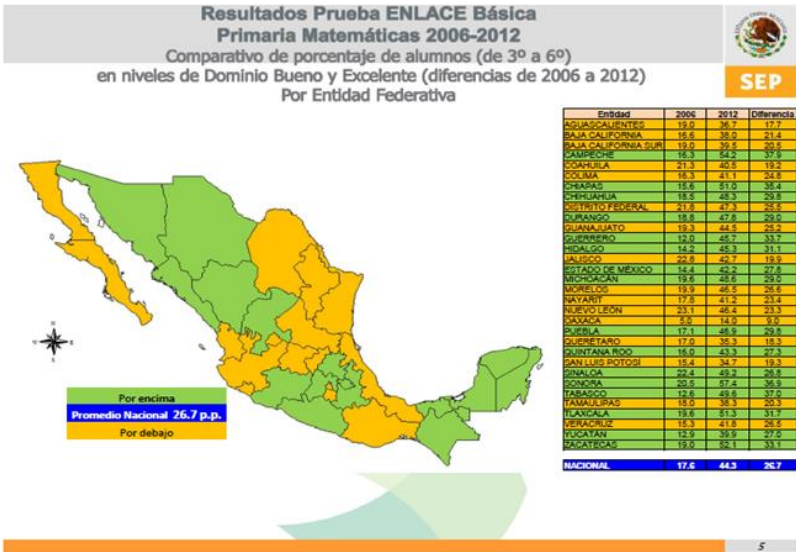 Resultados Prueba ENLACE Básica
Primaria Matemáticas 2006-2012
Comparativo de porcentaje de alumnos (de 3º a 6º)
en niveles de Dominio Bueno y Excelente (diferencias de 2006 a 2012)
Por Entidad Federativa
SEP
Entidad 2006 2012 Diferencia
AGUASCALIENTES 19.0 36.7 17.7
BAJA CALIFORNIA 16.6 38.0 21.4
BAJA CALIFORNIA SUR 19.0 39.5 20.5
CAMPECHE 16.3 54.2 37.9
COAHUILA 21.3 40.5 19.2
COLIMA 16.3 41.1 24.8
CHIAPAS 15.6 51.0 35.4
CHIHUAHUA 18.5 48.3 29.8
DISTRITO FEDERAL 21.8 47.3 25.5
DURANGO 18.8 47.8 29.0
GUANAJUATO 19.3 44.5 25.2
GUERRERO 12.0 45.7 33.7
HIDALGO 14.2 45.3 31.1
JALISCO 22.8 42.7 19.9
ESTADO DE MÉXICO 14.4 42.2 27.8
MICHOACÁN 19.6 48.6 29.0
MORELOS 19.9 46.5 26.6
NAYARIT 17.8 41.2 23.4
NUEVO LEÓN 23.1 46.4 23.3
OAXACA 5.0 14.0 9.0
PUEBLA 17.1 46.9 29.8
QUERÉTARO 17.0 35.3 18.3
QUINTANA ROO 16.0 43.3 27.3
SAN LUIS POTOSÍ 15.4 34.7 19.3
SINALOA 22.4 49.2 26.8
SONORA 20.5 57.4 36.9
TABASCO 12.6 49.6 37.0
TAMAULIPAS 18.0 38.3 20.3
TLAXCALA 19.6 51.3 31.7
VERACRUZ 15.3 41.8 26.5
YUCATÁN 12.9 39.9 27.0
ZACATECAS 19.0 52.1 33.1
NACIONAL 17.6 44.3 26.7
Por encima
Promedio Nacional 26.7 p.p.
Por debajo
5